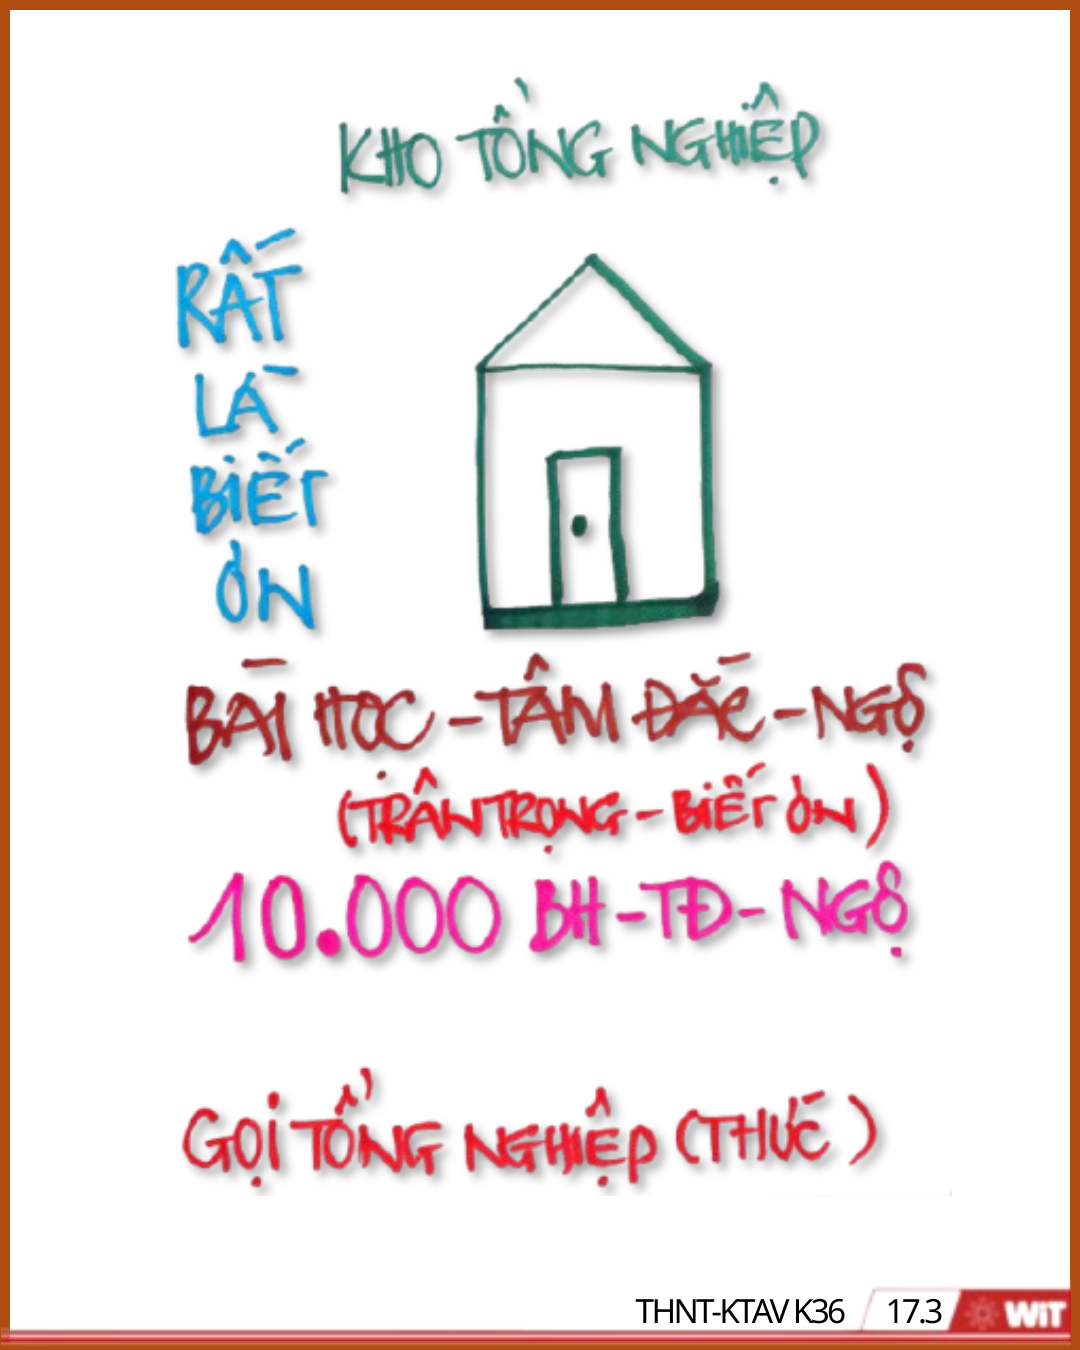 KHO TỔNG NGHIỆP
RẤT
LÀ
BIẾT
ƠN
BÀI HỌC - TÂM ĐẮC - NGỘ
(TRÂN TRỌNG - BIẾT ƠN)
10.000 BH - TĐ - NGỘ
GỌI TỔNG NGHIỆP (THỨC)
THNT-KTAV K36
17.3
WiT